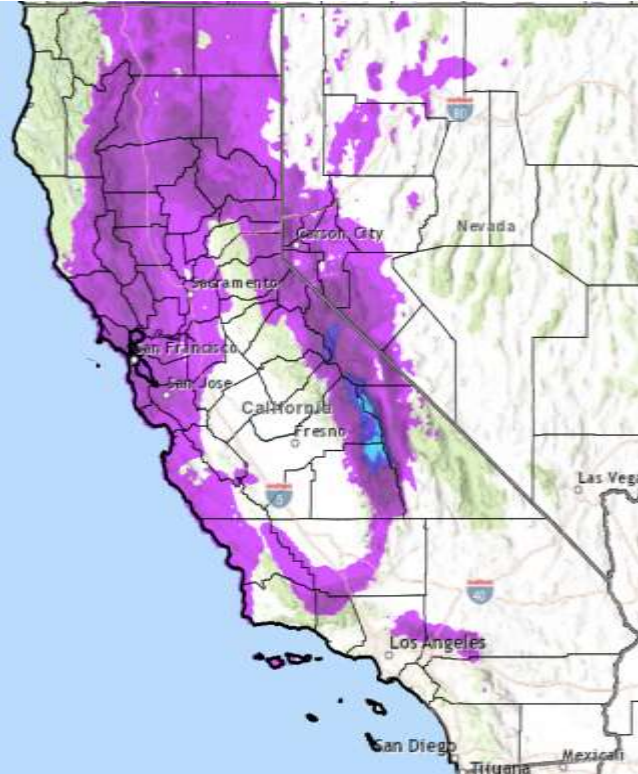 80
Nevada
Carson City
Sacramento
San Francisco
San Jose
California
Fresno
5
Las Vega
40
Los Angeles
San Diego
Tijuana
Mexicali